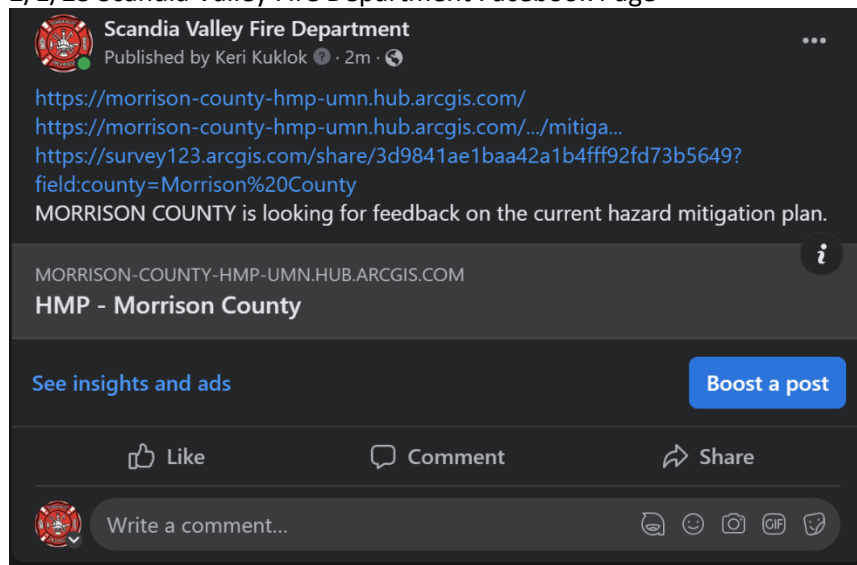 Scandia Valley Fire Department
Published by Keri Kuklok · 2m ·
https://morrison-county-hmp-umn.hub.arcgis.com/
https://morrison-county-hmp-umn.hub.arcgis.com/.../mitiga...
https://survey123.arcgis.com/share/3d9841ae1baa42a1b4fff92fd73b5649?
field:county=Morrison%20County
MORRISON COUNTY is looking for feedback on the current hazard mitigation plan.
MORRISON-COUNTY-HMP-UMN.HUB.ARCGIS.COM
HMP - Morrison County
See insights and ads
Boost a post
Like
Comment
Share
Write a comment...
GIF